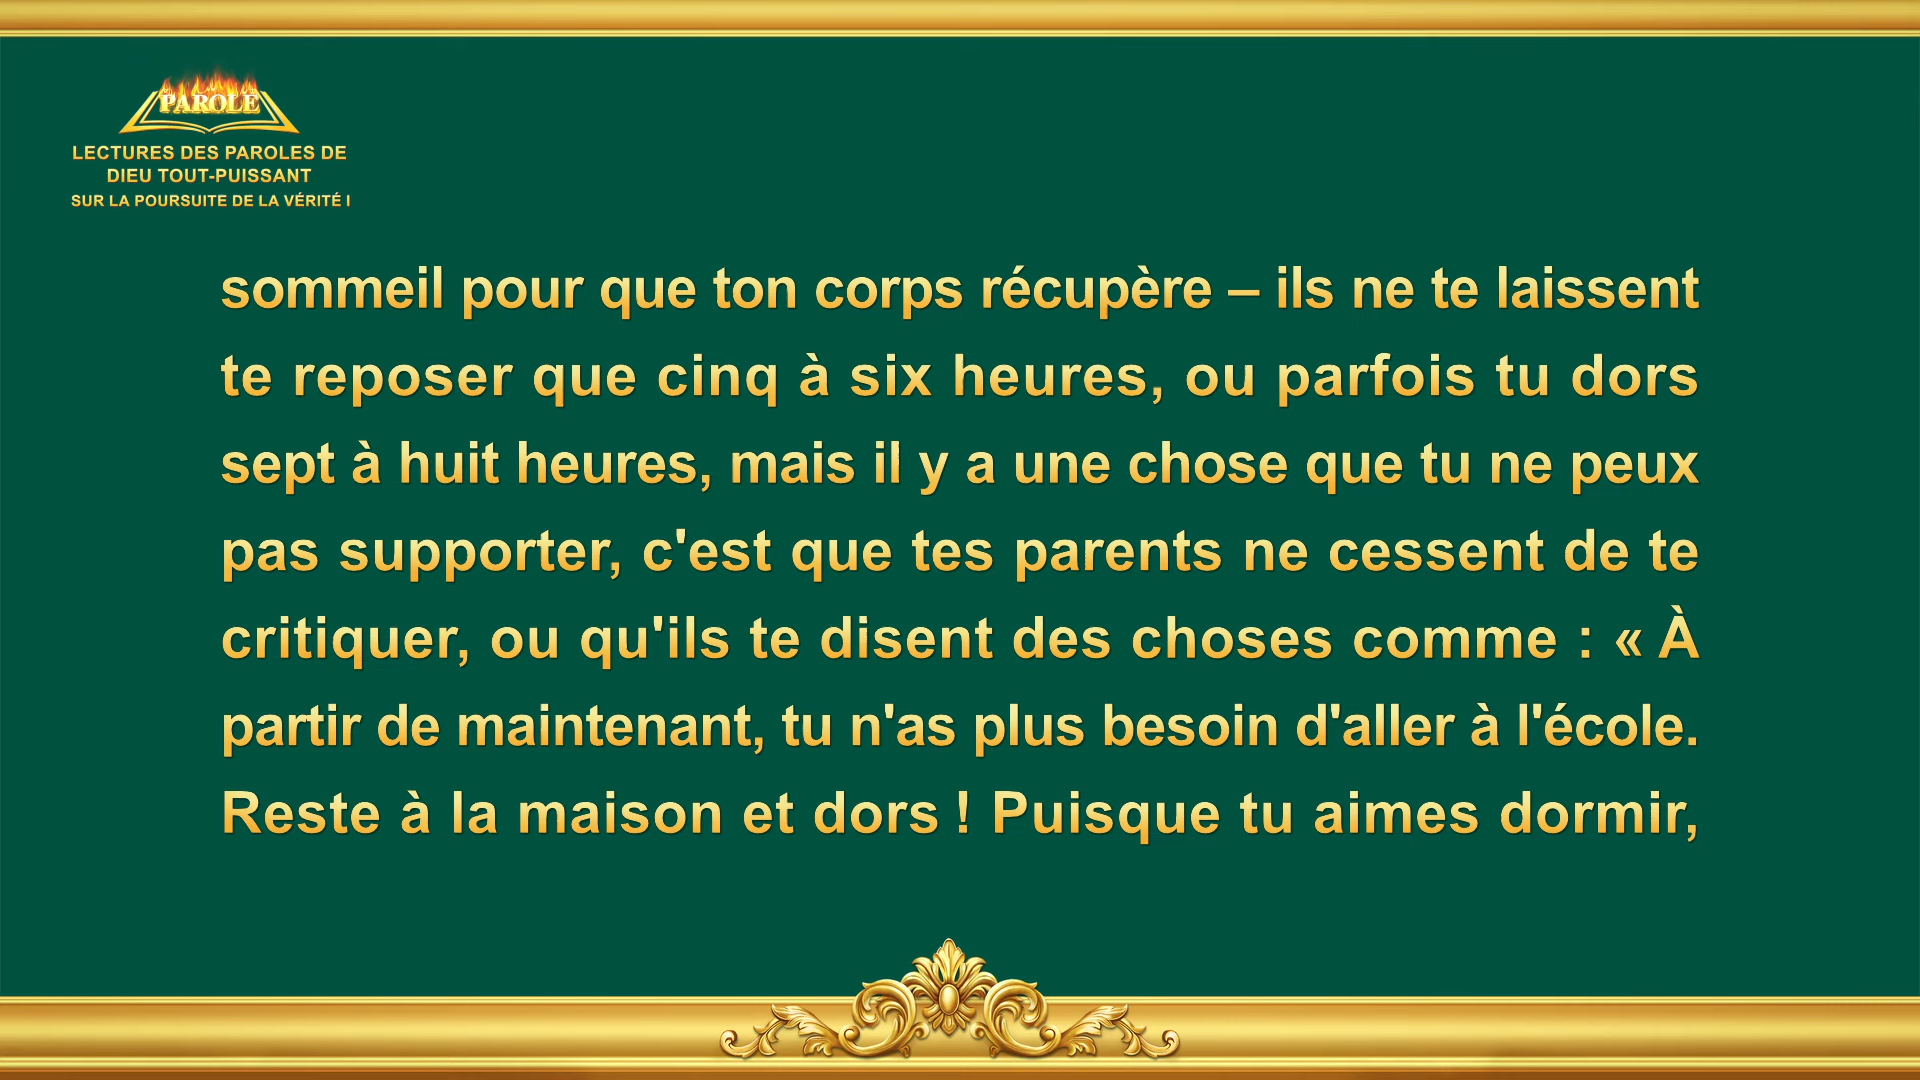 PAROLE
LECTURES DES PAROLES DE
DIEU TOUT-PUISSANT
SUR LA POURSUITE DE LA VÉRITÉ I
sommeil pour que ton corps récupère – ils ne te laissent
te reposer que cinq à six heures, ou parfois tu dors
sept à huit heures, mais il y a une chose que tu ne peux
pas supporter, c'est que tes parents ne cessent de te
critiquer, ou qu'ils te disent des choses comme : « À
partir de maintenant, tu n'as plus besoin d'aller à l'école.
Reste à la maison et dors ! Puisque tu aimes dormir,